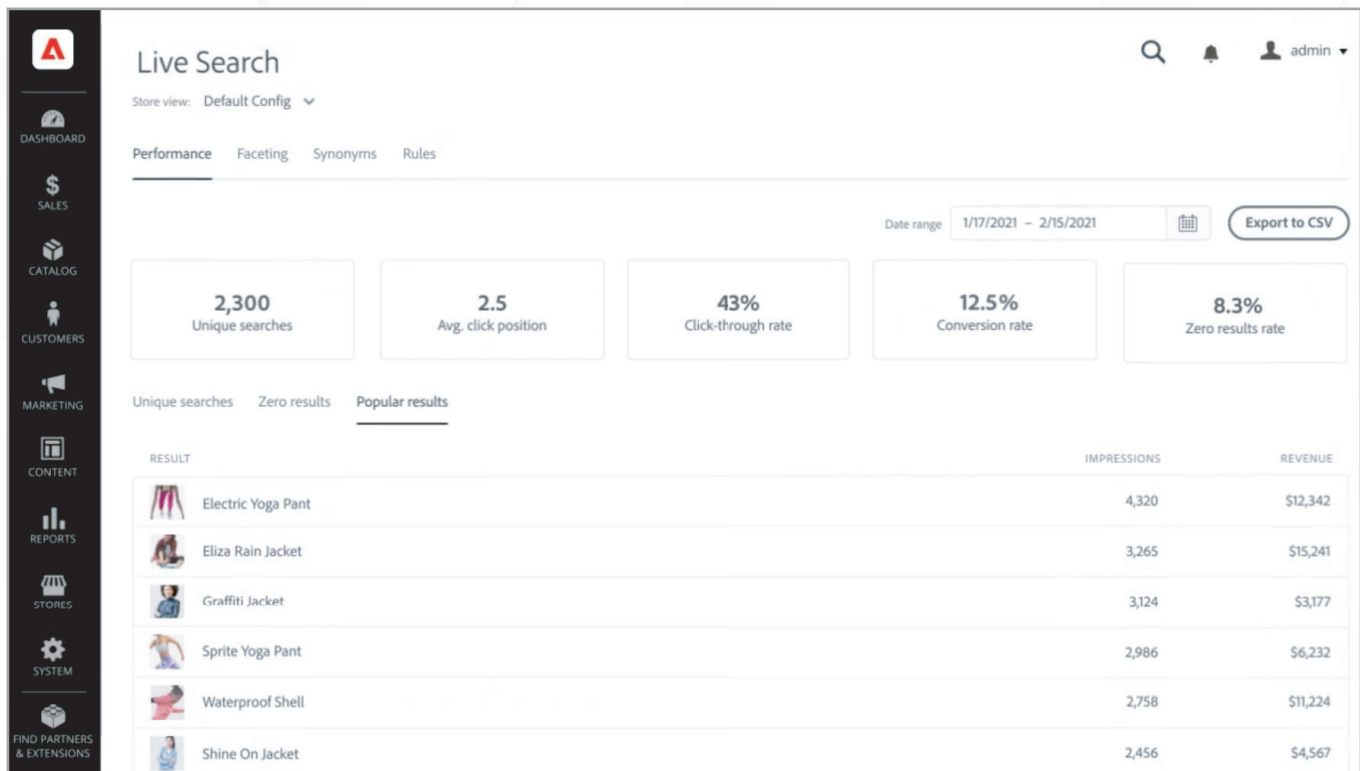 Live Search
admin
Store view: Default Config
DASHBOARD
Performance Faceting Synonyms Rules
$
SALES
Date range 1/17/2021 – 2/15/2021 Export to CSV
CATALOG
2,300 2.5 43% 12.5% 8.3%
Unique searches Avg. click position Click-through rate Conversion rate Zero results rate
CUSTOMERS
MARKETING
Unique searches Zero results Popular results
CONTENT
RESULT IMPRESSIONS REVENUE
Electric Yoga Pant 4,320 $12,342
REPORTS
Eliza Rain Jacket 3,265 $15,241
STORES
Graffiti Jacket 3,124 $3,177
Sprite Yoga Pant 2,986 $6,232
SYSTEM
Waterproof Shell 2,758 $11,224
FIND PARTNERS
& EXTENSIONS
Shine On Jacket 2,456 $4,567